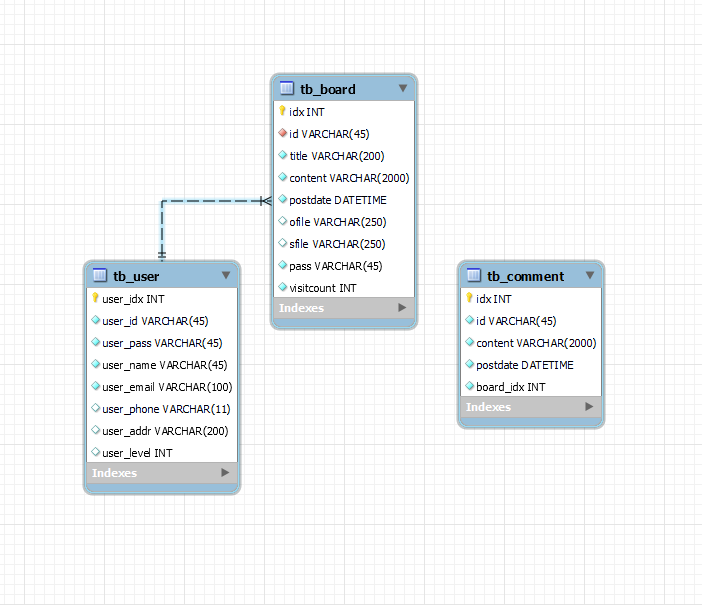 tb_board
idx INT
id VARCHAR(45)
title VARCHAR(200)
content VARCHAR(2000)
postdate DATETIME
ofile VARCHAR(250)
sfile VARCHAR(250)
pass VARCHAR(45)
visitcount INT
Indexes
tb_user
user_idx INT
user_id VARCHAR(45)
user_pass VARCHAR(45)
user_name VARCHAR(45)
user_email VARCHAR(100)
user_phone VARCHAR(11)
user_addr VARCHAR(200)
user_level INT
Indexes
tb_comment
idx INT
id VARCHAR(45)
content VARCHAR(2000)
postdate DATETIME
board_idx INT
Indexes